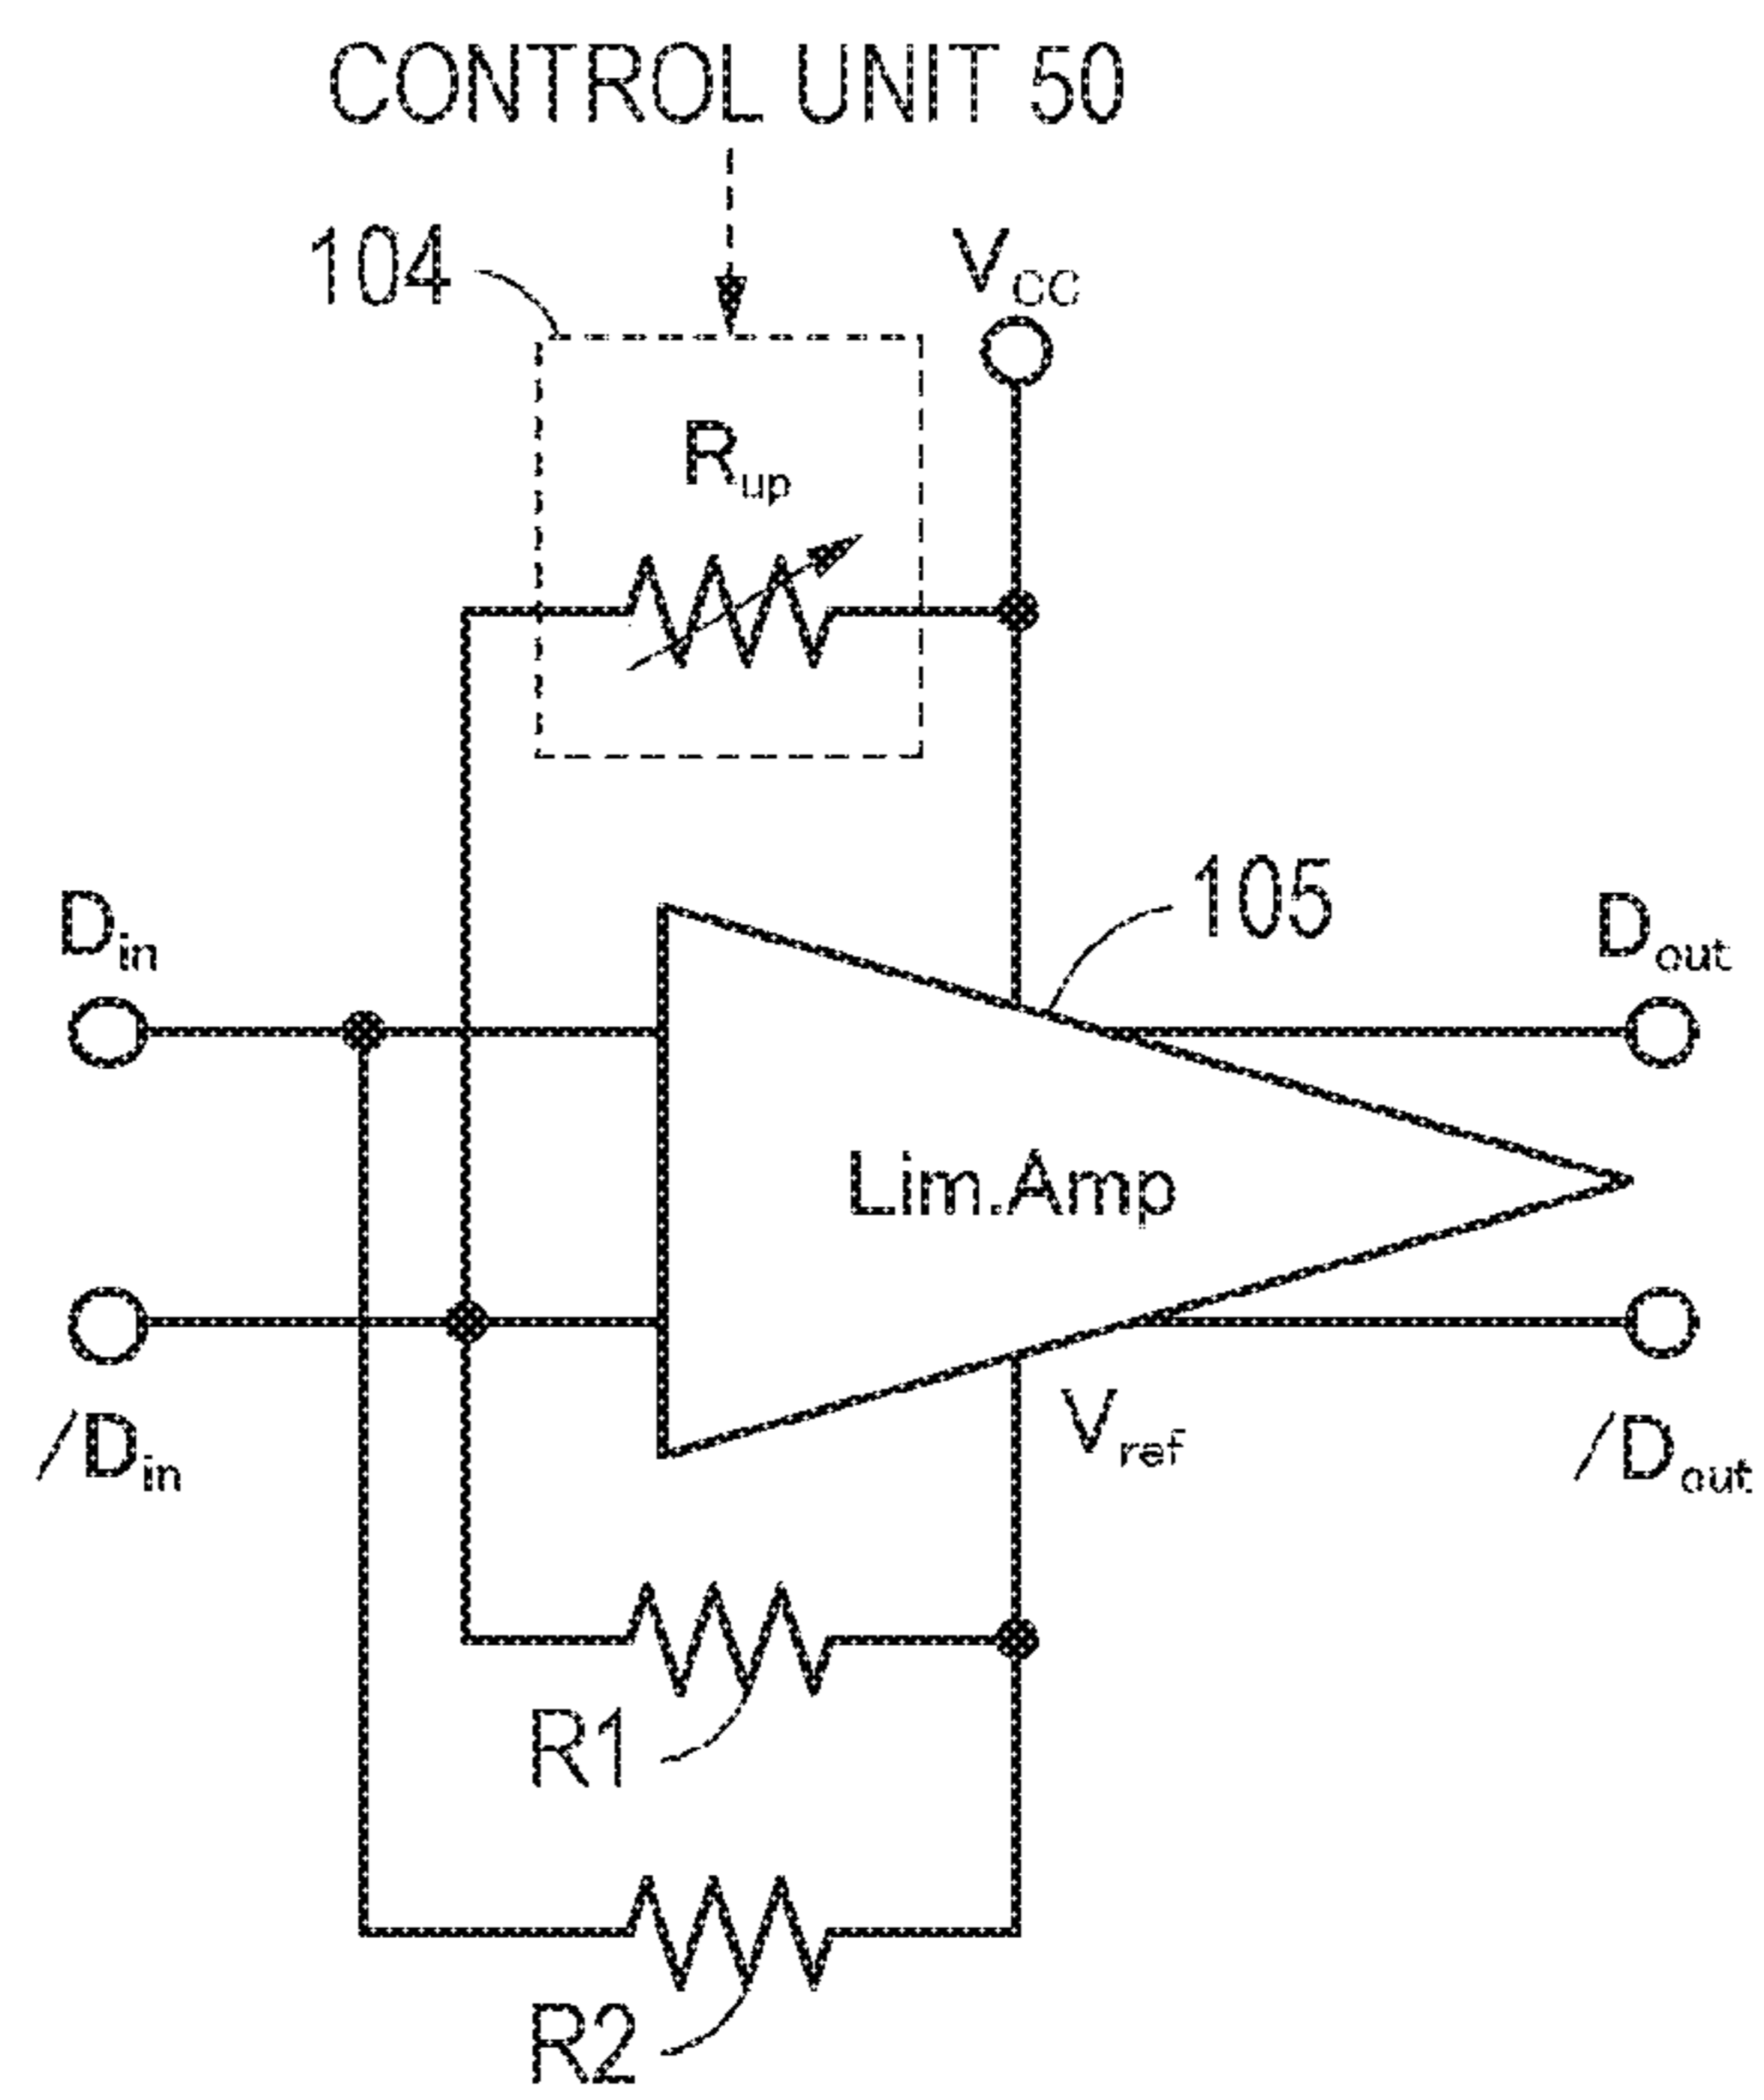 CONTROL UNIT 50
104
VCC
Rup
105
Din
Dout
Lim.Amp
/Din
Vref
/Dout
R1
R2